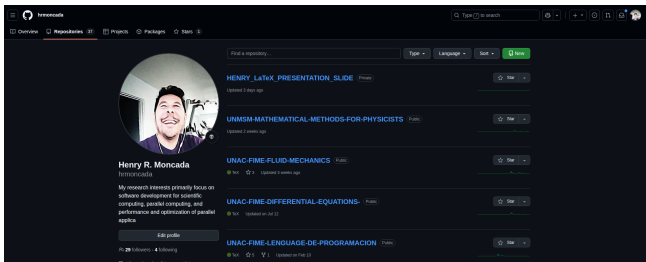 hrmoncada
Type / to search
Overview
Repositories 27
Projects
Packages
Stars 1
Find a repository...
Type
Language
Sort
New
HENRY_LaTeX_PRESENTATION_SLIDE Private
Updated 3 days ago
Star
UNMSM-MATHEMATICAL-METHODS-FOR-PHYSICISTS Public
Updated 2 weeks ago
Star
UNAC-FIME-FLUID-MECHANICS Public
TeX 3 Updated 3 weeks ago
Star
UNAC-FIME-DIFFERENTIAL-EQUATIONS- Public
TeX Updated on Jul 22
Star
UNAC-FIME-LENGUAGE-DE-PROGRAMACION Public
TeX 5 1 Updated on Feb 19
Star
Henry R. Moncada
hrmoncada
My research interests primarily focus on
software development for scientific
computing, parallel computing, and
performance and optimization of parallel
applica
Edit profile
29 followers · 4 following